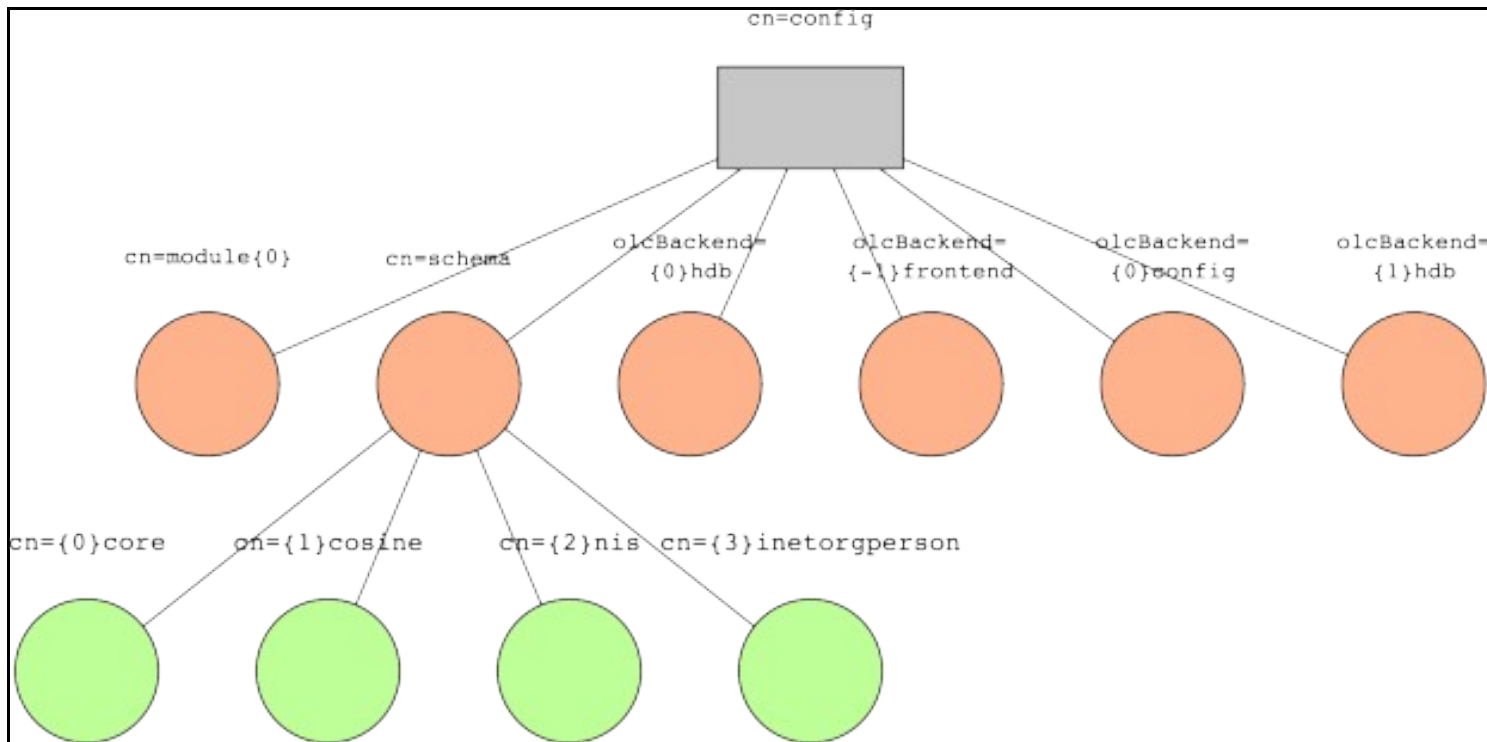 cn=config
cn=module{0}
cn=schema
olcBackend=
{0}hdb
olcBackend=
{-1}frontend
olcBackend=
{0}config
olcBackend=
{1}hdb
cn={0}core
cn={1}cosine
cn={2}nis
cn={3}inetorgperson